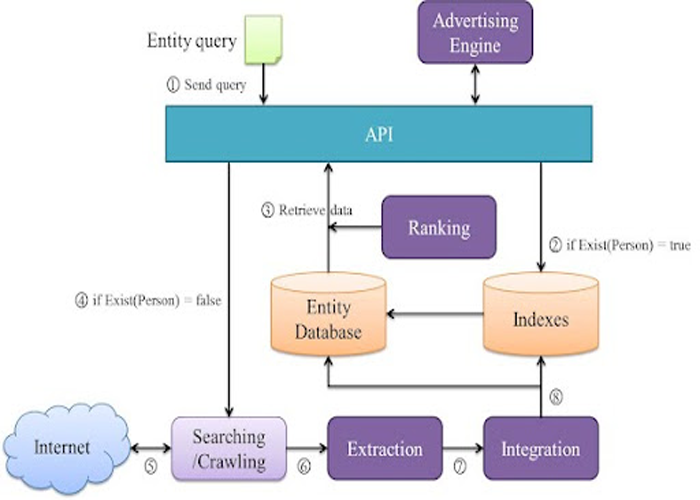 Entity query
Advertising
Engine
① Send query
API
③ Retrieve data
Ranking
② if Exist(Person) = true
④ if Exist(Person) = false
Entity
Database
Indexes
⑧
Internet
Searching
/Crawling
Extraction
Integration
⑤
⑥
⑦